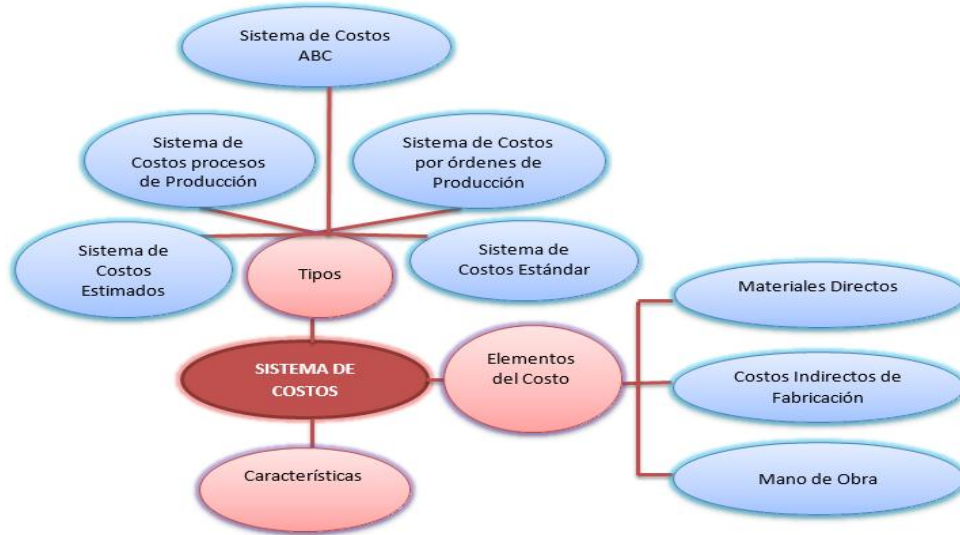 Sistema de Costos
ABC
Sistema de
Costos procesos
de Producción
Sistema de Costos
por órdenes de
Producción
Sistema de
Costos
Estimados
Tipos
Sistema de
Costos Estándar
SISTEMA DE
COSTOS
Elementos
del Costo
Materiales Directos
Costos Indirectos de
Fabricación
Mano de Obra
Característícas